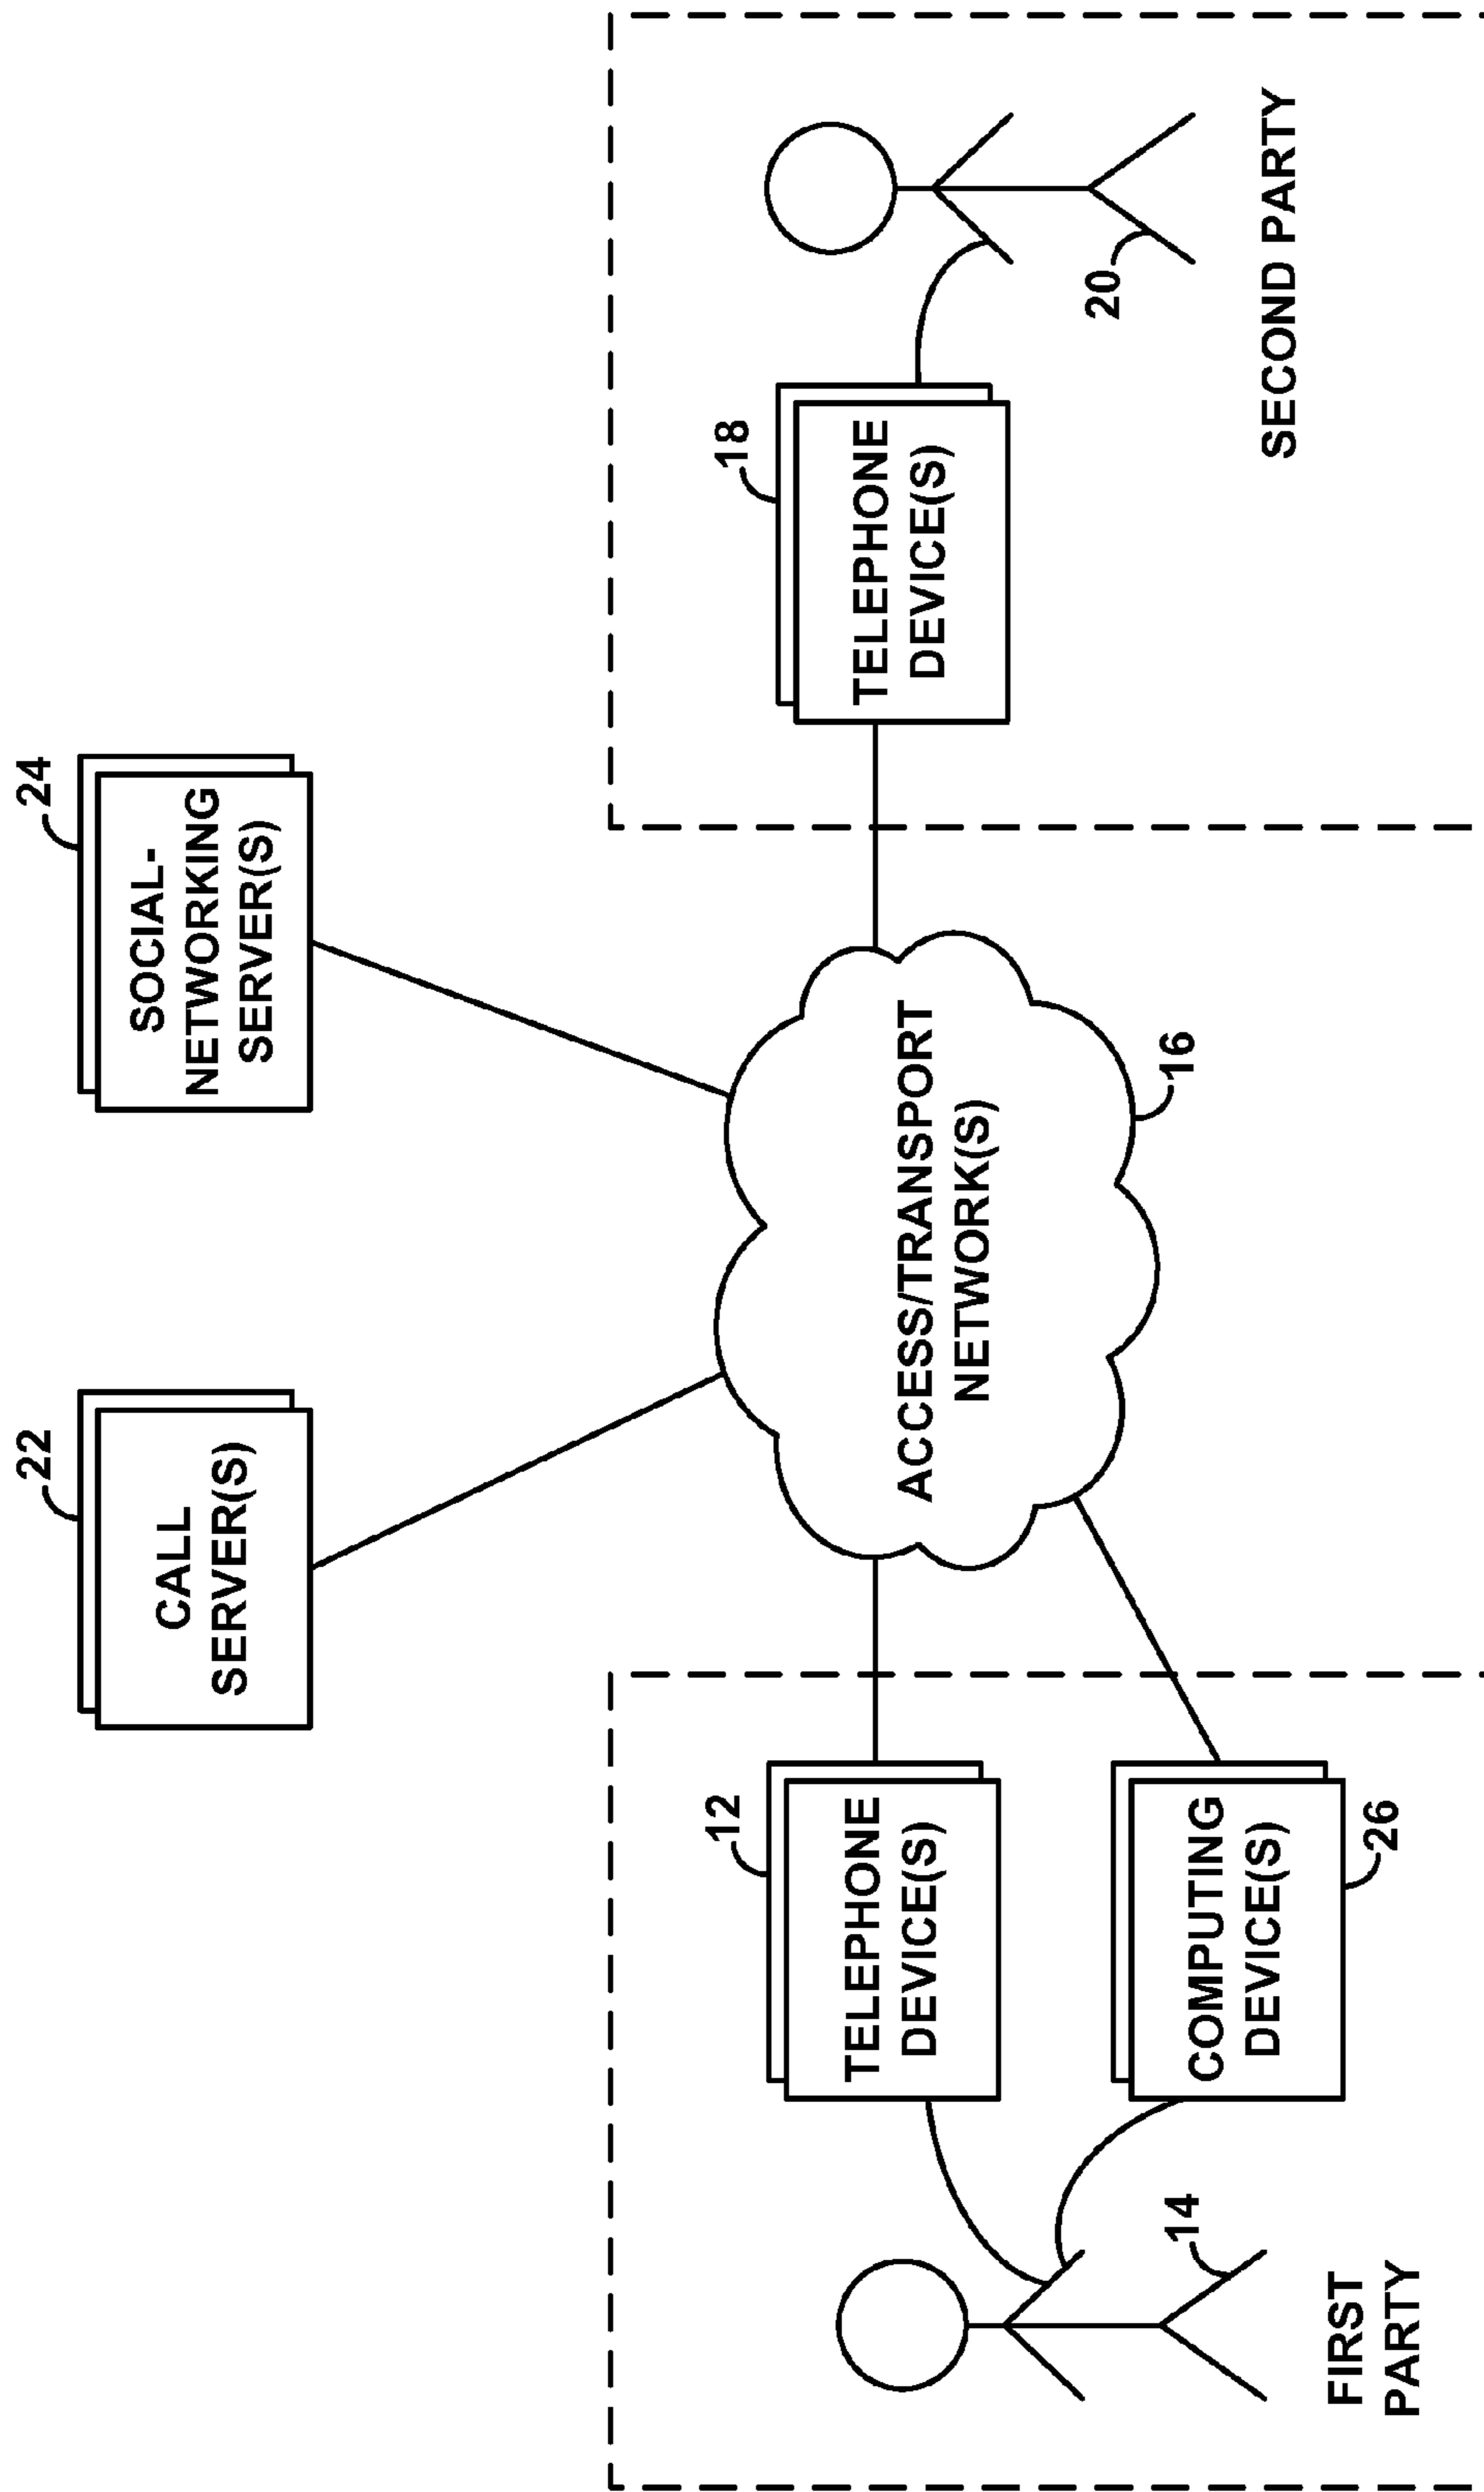 22
CALL
SERVER(S)
24
SOCIAL-
NETWORKING
SERVER(S)
12
TELEPHONE
DEVICE(S)
ACCESS/TRANSPORT
NETWORK(S)
16
18
TELEPHONE
DEVICE(S)
COMPUTING
DEVICE(S)
26
14
FIRST
PARTY
20
SECOND PARTY